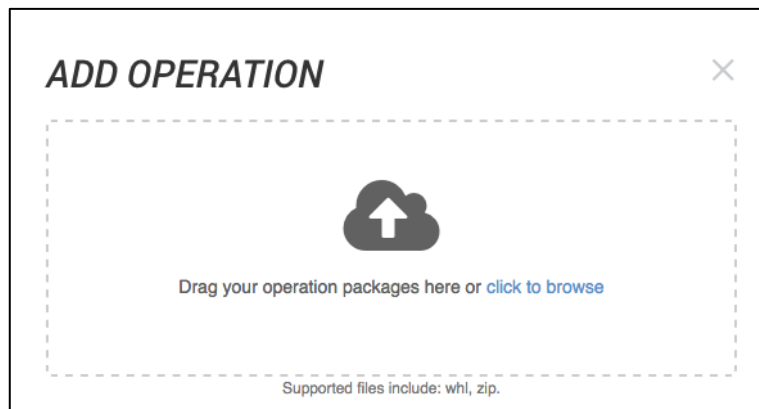 ADD OPERATION
Drag your operation packages here or click to browse
Supported files include: whl, zip.